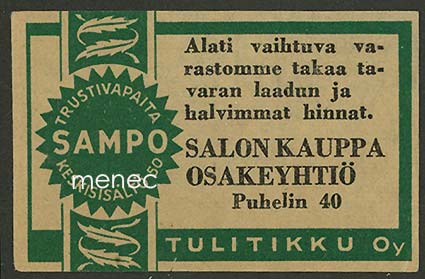 Alati vaihtuva va-
rastomme takaa ta-
varan laadun ja
halvimmat hinnat.
SALON KAUPPA
OSAKEYHTIÖ
Puhelin 40
TRUSTIVAPAITA
SAMPO
menec
TULITIKKU Oy